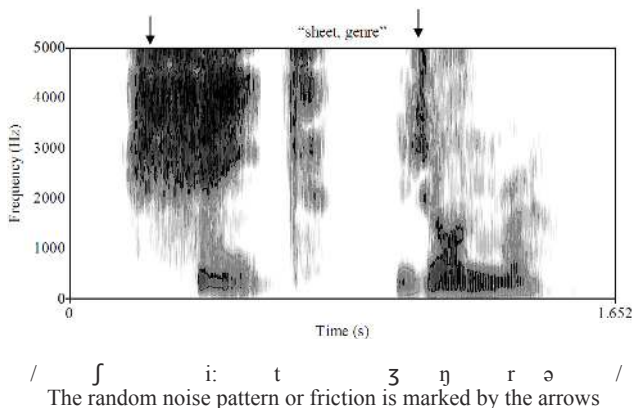 “sheet, genre”
5000
4000
3000
2000
1000
0
Frequency (Hz)
0
1.652
Time (s)
/ ʃ i: t ʒ ŋ r ə /
The random noise pattern or friction is marked by the arrows